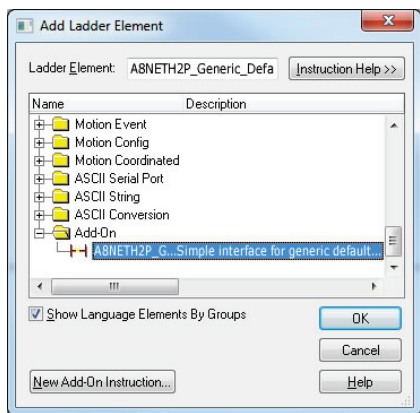 Add Ladder Element
Ladder Element: A8NETH2P_Generic_Defa Instruction Help >>
Name Description
Motion Event
Motion Config
Motion Coordinated
ASCII Serial Port
ASCII String
ASCII Conversion
Add-On
A8NETH2P_G...Simple interface for generic default...
Show Language Elements By Groups
OK
Cancel
New Add-On Instruction...
Help